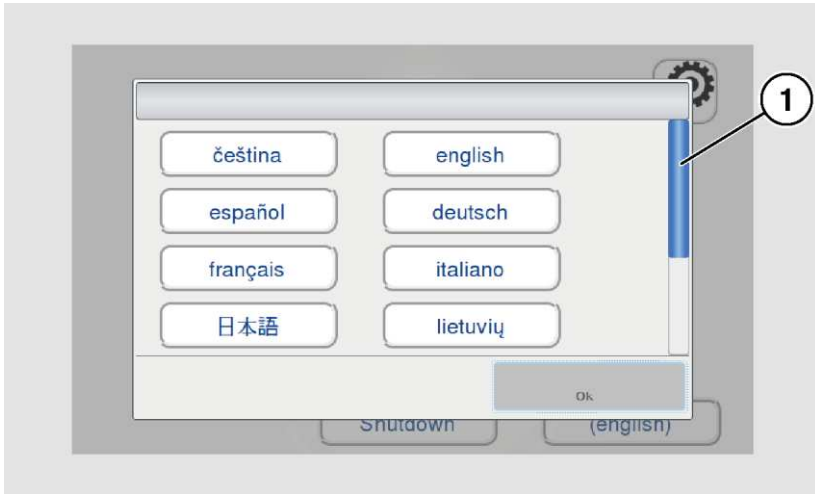 1
čeština english
español deutsch
français italiano
日本語 lietuvių
Ok
Shutdown (english)